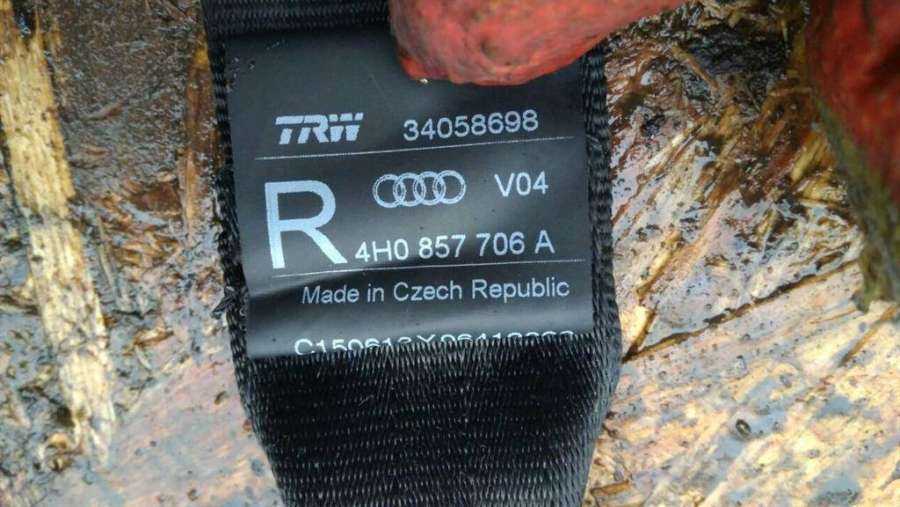 TRW 34058698
V04
R 4H0 857 706 A
Made in Czech Republic